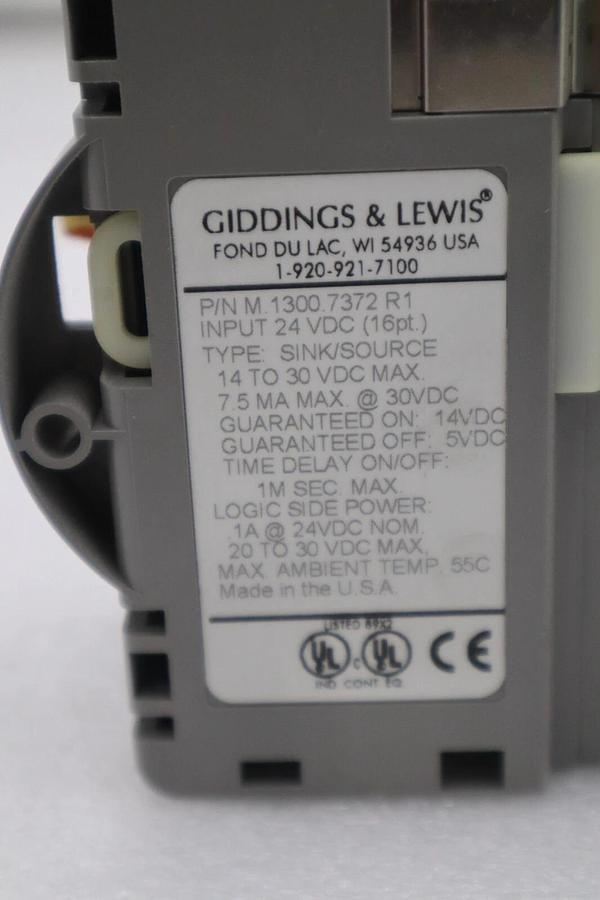 GIDDINGS & LEWIS®
FOND DU LAC, WI 54936 USA
1-920-921-7100
P/N M.1300.7372 R1
INPUT 24 VDC (16pt.)
TYPE: SINK/SOURCE
14 TO 30 VDC MAX.
7.5 MA MAX. @ 30VDC
GUARANTEED ON: 14VDC
GUARANTEED OFF: 5VDC
TIME DELAY ON/OFF:
1M SEC. MAX.
LOGIC SIDE POWER:
.1A @ 24VDC NOM.
20 TO 30 VDC MAX,
MAX. AMBIENT TEMP. 55C
Made in the U.S.A.
LISTED 89X2
UL c UL CE
IND. CONT. EQ.